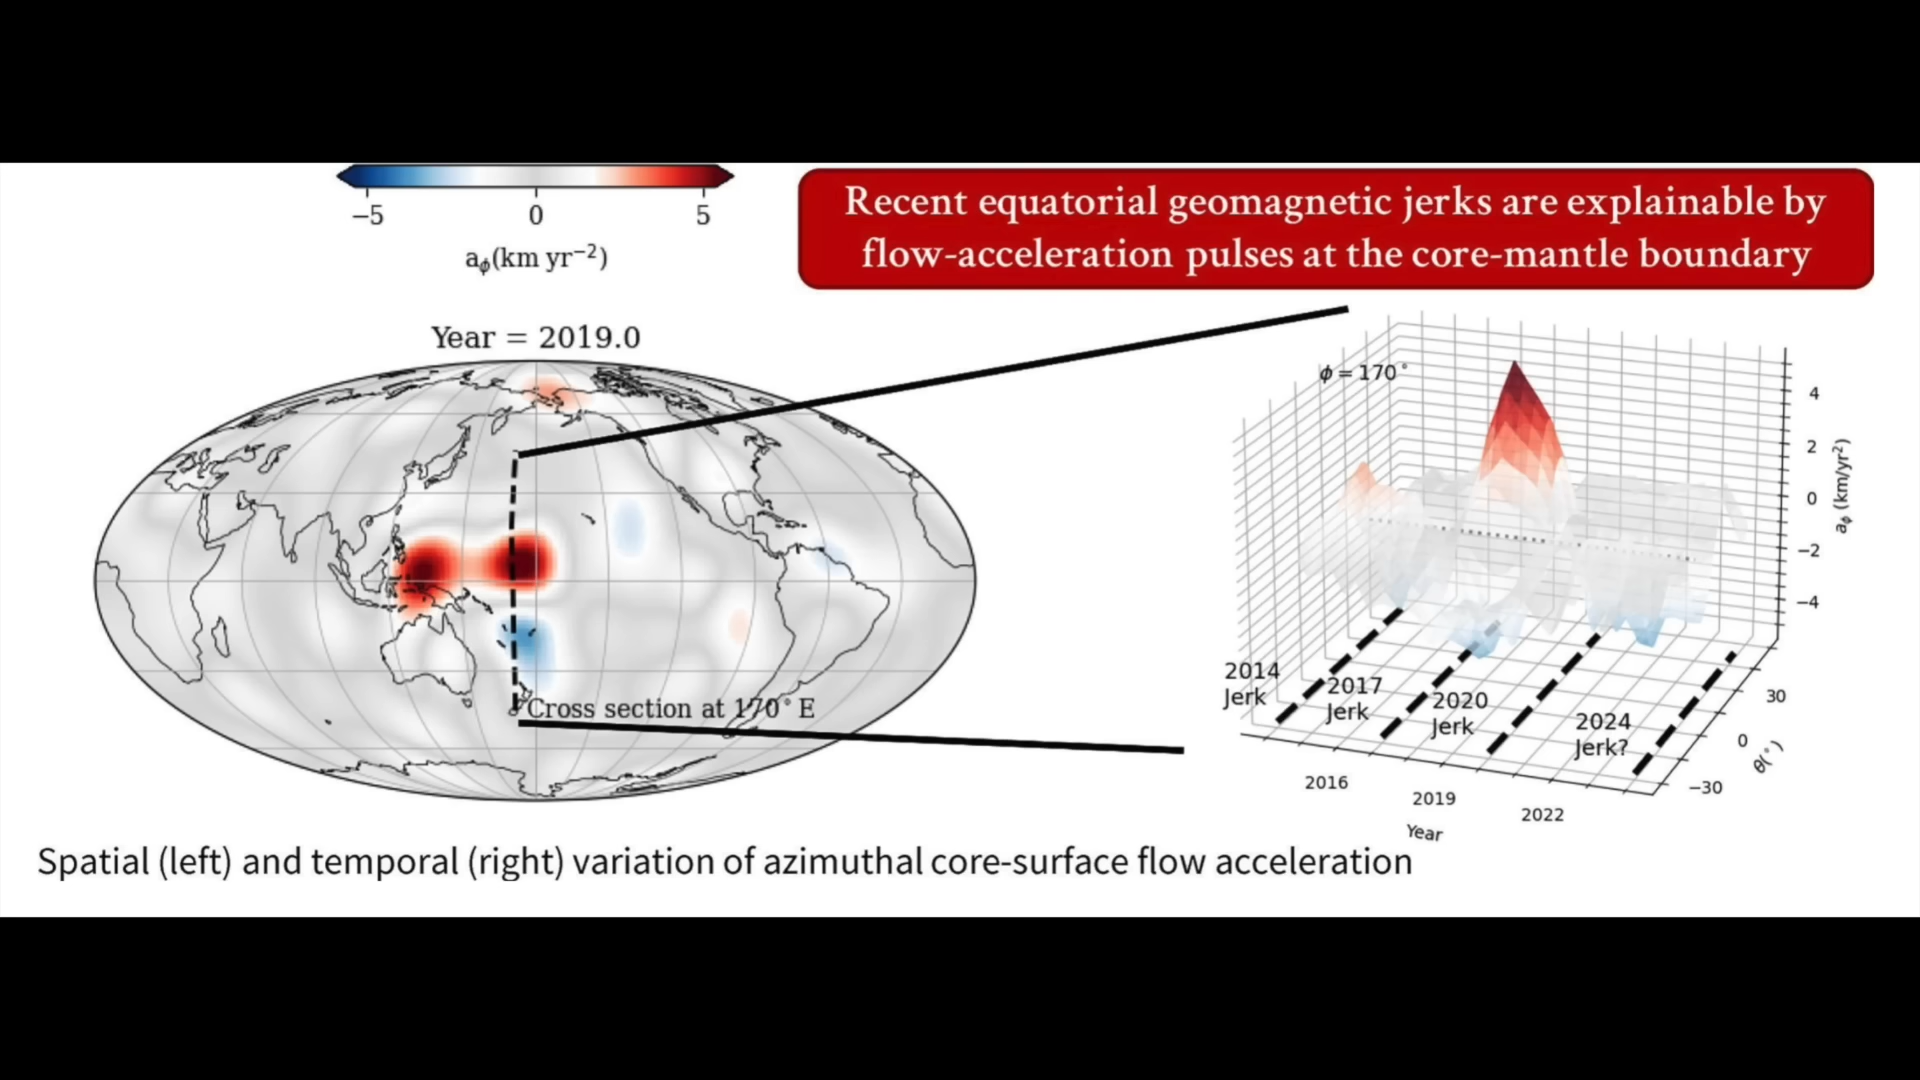 −5 0 5
aϕ(km yr−2)
Recent equatorial geomagnetic jerks are explainable by
flow-acceleration pulses at the core-mantle boundary
Year = 2019.0
Cross section at 170°E
ϕ = 170°
4
2
0
−2
−4
aϕ (km/yr²)
2014
Jerk
2017
Jerk
2020
Jerk
2024
Jerk?
30
0
−30
θ(°)
2016
2019
2022
Year
Spatial (left) and temporal (right) variation of azimuthal core-surface flow acceleration